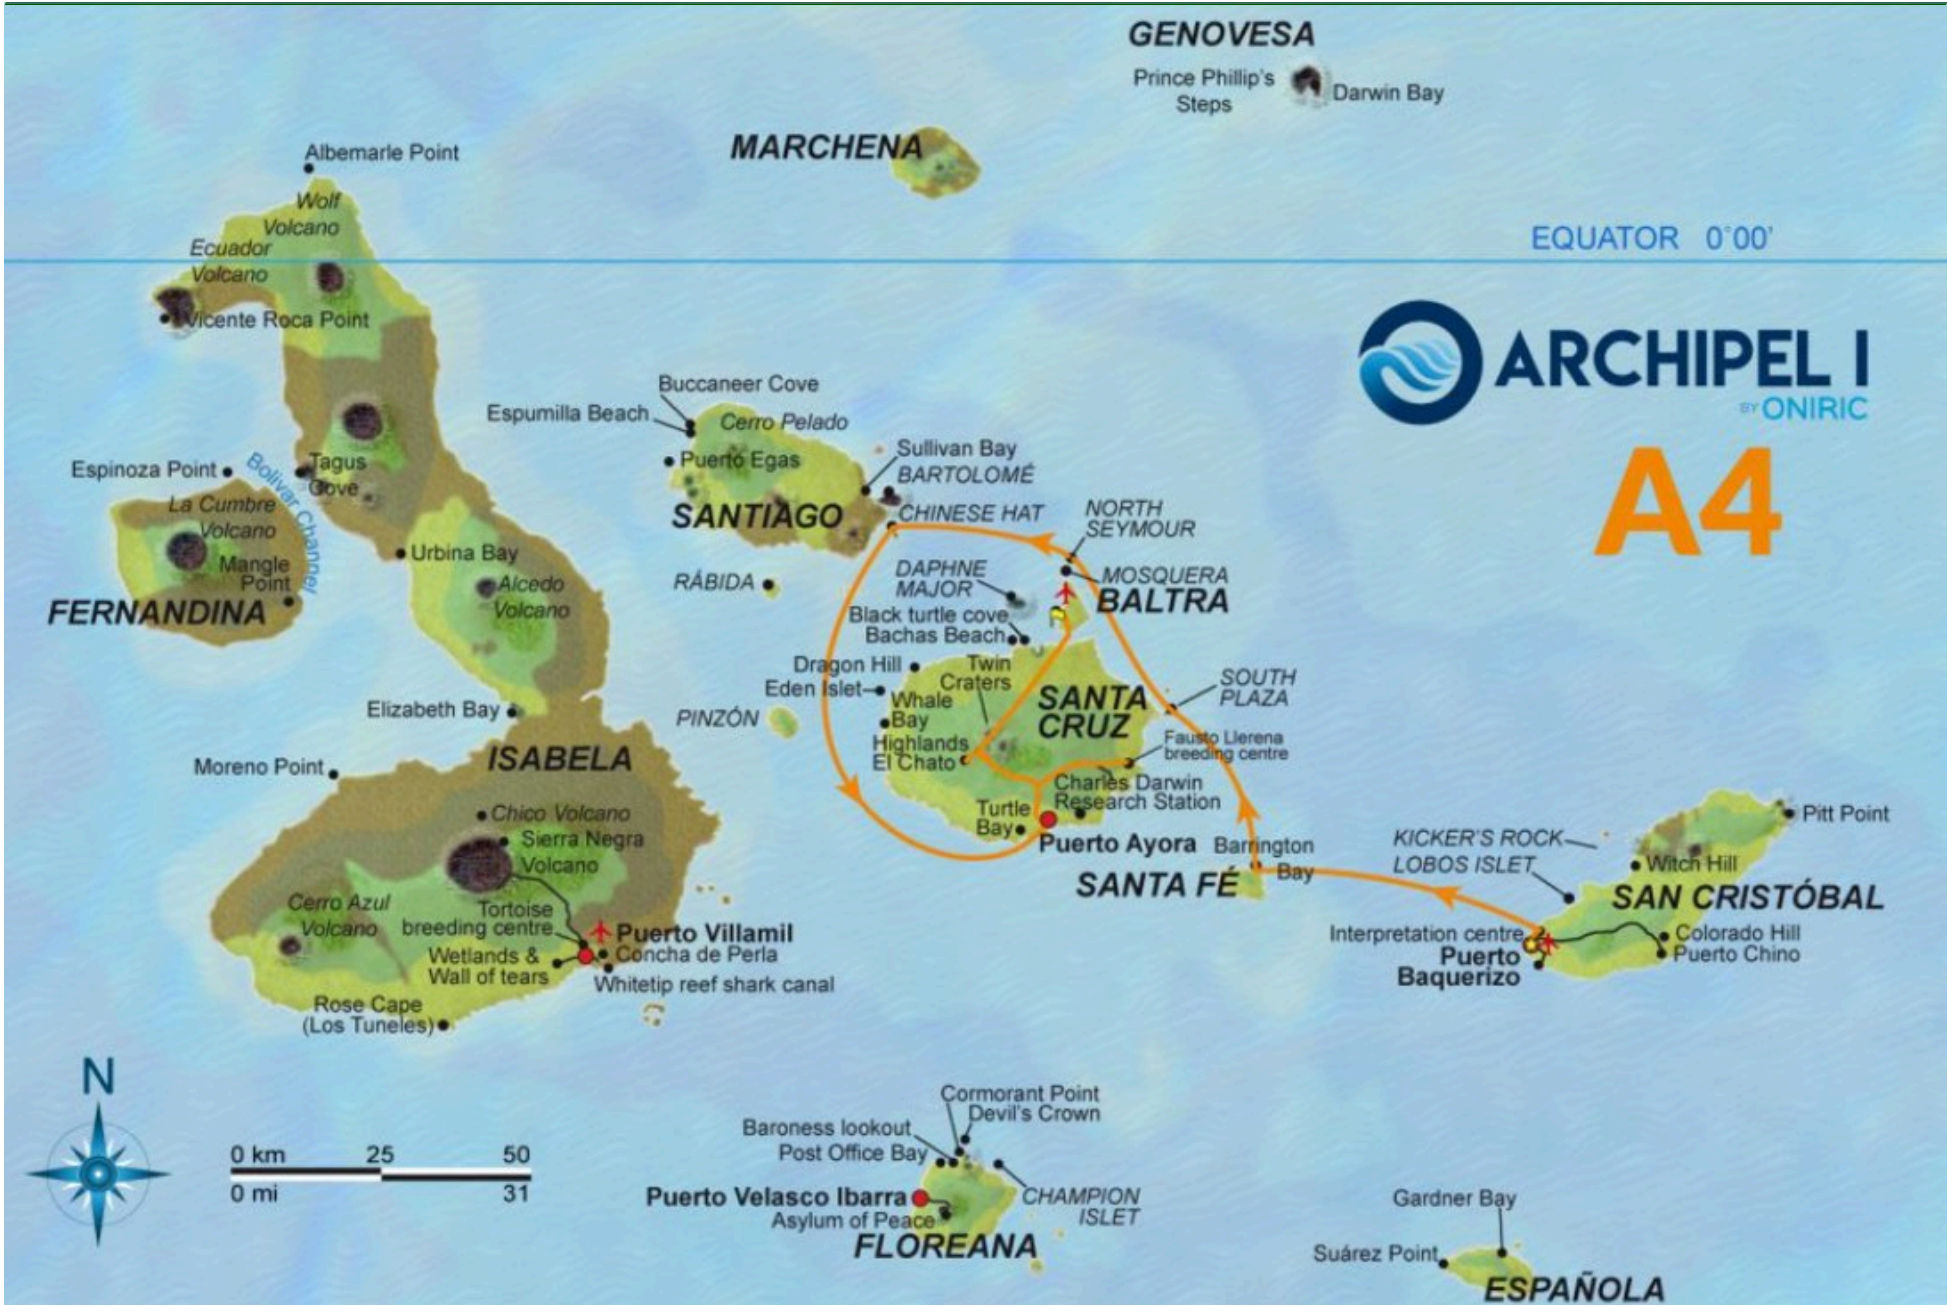 GENOVESA
Prince Phillip's
Steps
Darwin Bay
MARCHENA
Albemarle Point
Wolf
Volcano
Ecuador
Volcano
Vicente Roca Point
EQUATOR 0°00'
ARCHIPEL I
BY ONIRIC
A4
Buccaneer Cove
Espumilla Beach
Cerro Pelado
Puerto Egas
SANTIAGO
Sullivan Bay
BARTOLOMÉ
CHINESE HAT
NORTH
SEYMOUR
Espinoza Point
Bolivar Channel
Tagus
Cove
La Cumbre
Volcano
Mangle
Point
FERNANDINA
Urbina Bay
Alcedo
Volcano
RÁBIDA
DAPHNE
MAJOR
MOSQUERA
BALTRA
Black turtle cove
Bachas Beach
Dragon Hill
Eden Islet
Twin
Craters
Whale
Bay
SANTA
CRUZ
SOUTH
PLAZA
PINZÓN
Highlands
El Chato
Fausto Llerena
breeding centre
Charles Darwin
Research Station
Turtle
Bay
Puerto Ayora
Barrington
Bay
SANTA FÉ
Elizabeth Bay
ISABELA
Moreno Point
Chico Volcano
Sierra Negra
Volcano
Cerro Azul
Volcano
Tortoise
breeding centre
Puerto Villamil
Concha de Perla
Wetlands &
Wall of tears
Whitetip reef shark canal
Rose Cape
(Los Tuneles)
KICKER'S ROCK
LOBOS ISLET
Pitt Point
Witch Hill
SAN CRISTÓBAL
Interpretation centre
Puerto
Baquerizo
Colorado Hill
Puerto Chino
N
0 km 25 50
0 mi 31
Cormorant Point
Devil's Crown
Baroness lookout
Post Office Bay
Puerto Velasco Ibarra
Asylum of Peace
CHAMPION
ISLET
FLOREANA
Gardner Bay
Suárez Point
ESPAÑOLA